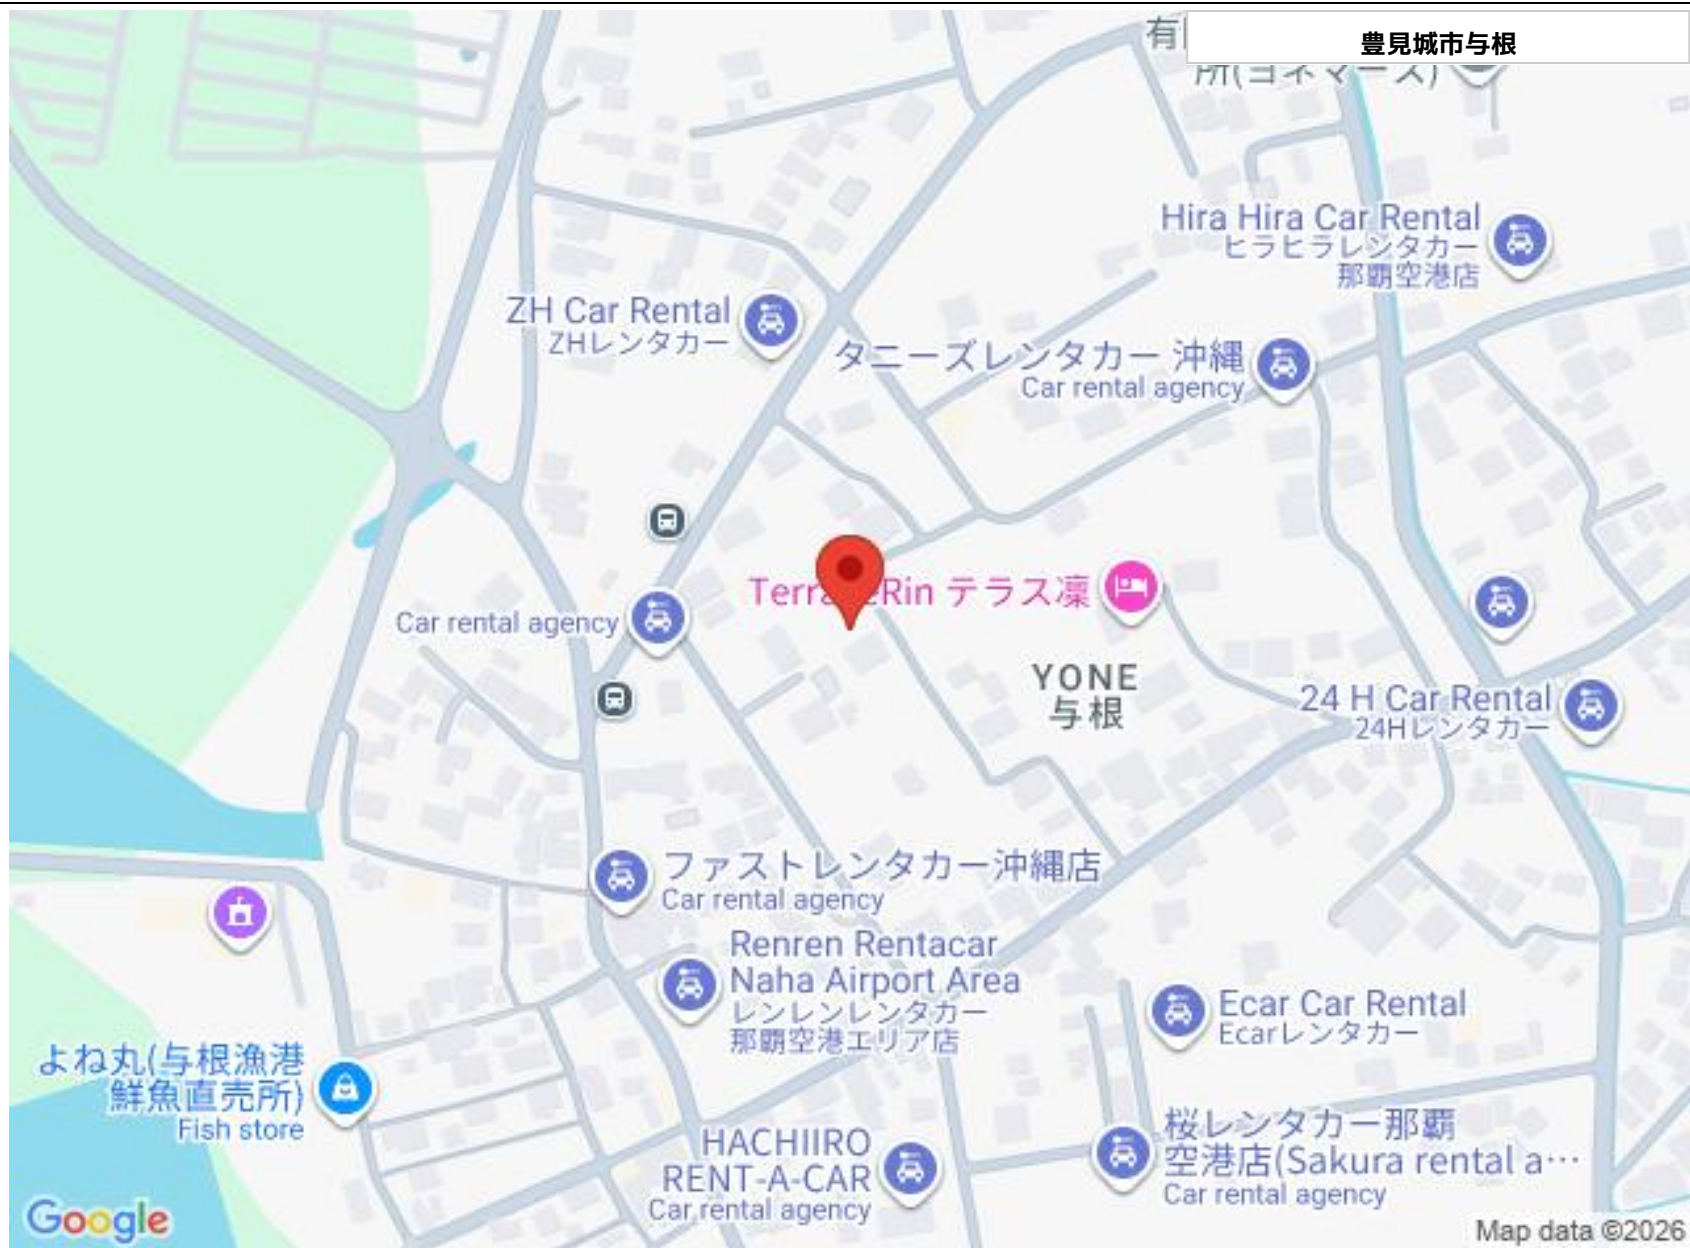 豊見城市与根
有
所(ヨネマース)
Hira Hira Car Rental
ヒラヒラレンタカー
那覇空港店
ZH Car Rental
ZHレンタカー
タニーズレンタカー 沖縄
Car rental agency
Rin テラス凜
Car rental agency
YONE
与根
24 H Car Rental
24Hレンタカー
ファストレンタカー沖縄店
Car rental agency
Renren Rentacar
Naha Airport Area
レンレンレンタカー
那覇空港エリア店
Ecar Car Rental
Ecarレンタカー
よね丸(与根漁港
鮮魚直売所)
Fish store
HACHIIRO
RENT-A-CAR
Car rental agency
桜レンタカー那覇
空港店(Sakura rental a…
Car rental agency
Google
Map data ©2026